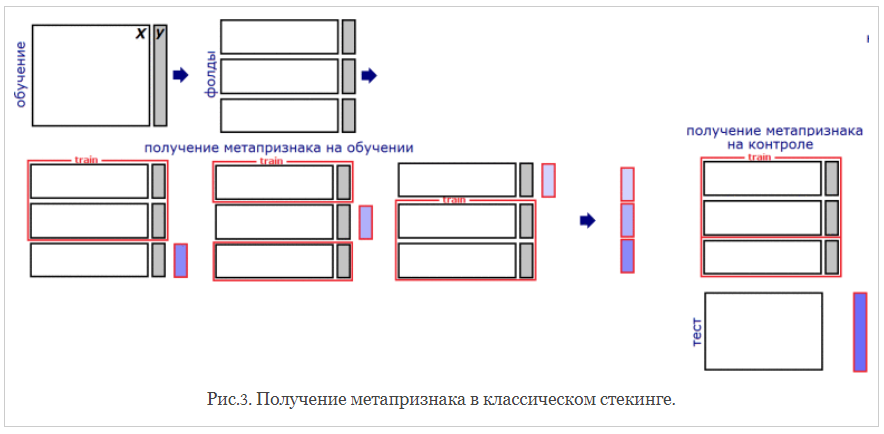 обучение
X y
фолды
получение метапризнака на обучении
получение метапризнака
на контроле
train
train
train
train
тест
Рис.3. Получение метапризнака в классическом стекинге.